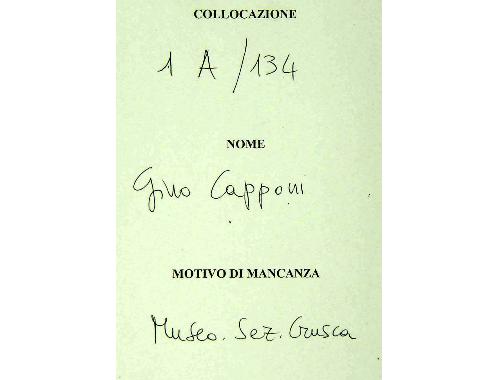 COLLOCAZIONE
1 A/134
NOME
Gino Capponi
MOTIVO DI MANCANZA
Museo. Sez. Crusca